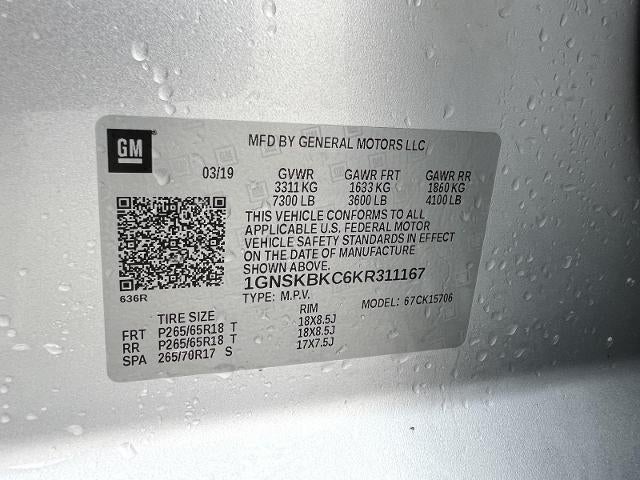 GM
MFD BY GENERAL MOTORS LLC
03/19 GVWR GAWR FRT GAWR RR
3311 KG 1633 KG 1860 KG
7300 LB 3600 LB 4100 LB
THIS VEHICLE CONFORMS TO ALL
APPLICABLE U.S. FEDERAL MOTOR
VEHICLE SAFETY STANDARDS IN EFFECT
ON THE DATE OF MANUFACTURE
SHOWN ABOVE.
1GNSKBKC6KR311167
636R
TYPE: M.P.V. MODEL: 67CK15706
TIRE SIZE RIM
FRT P265/65R18 T 18X8.5J
RR P265/65R18 T 18X8.5J
SPA 265/70R17 S 17X7.5J